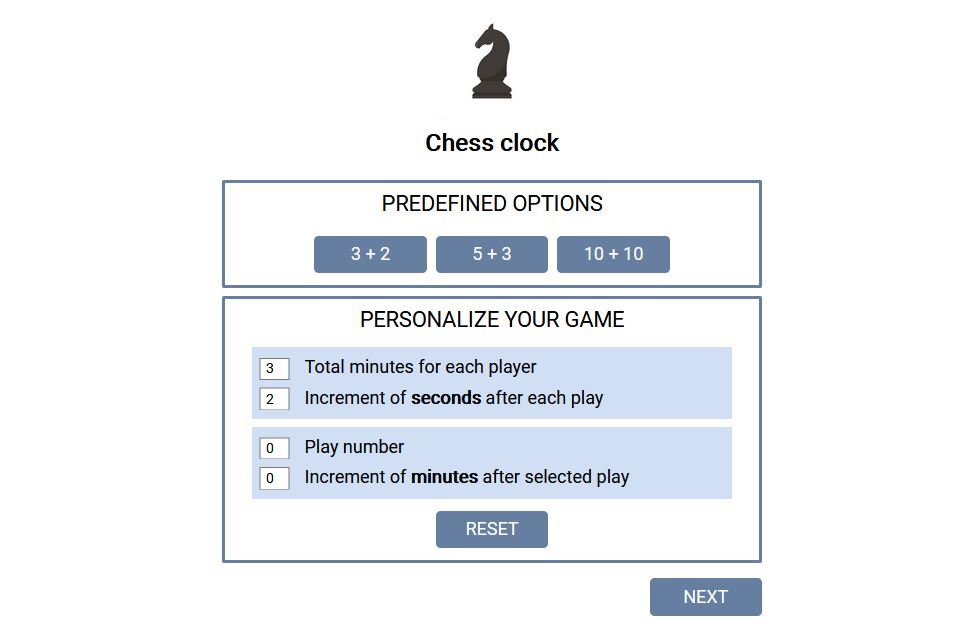 Chess clock
PREDEFINED OPTIONS
3 + 2 5 + 3 10 + 10
PERSONALIZE YOUR GAME
3 Total minutes for each player
2 Increment of seconds after each play
0 Play number
0 Increment of minutes after selected play
RESET
NEXT